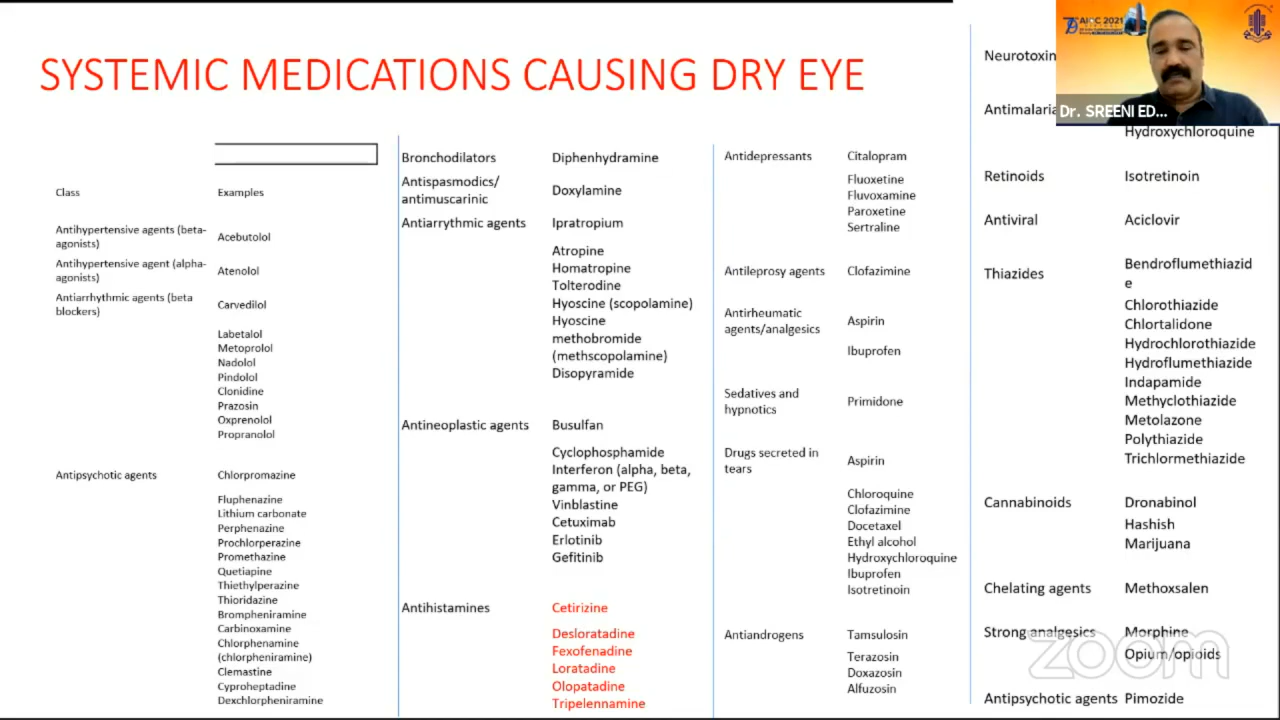 SYSTEMIC MEDICATIONS CAUSING DRY EYE
Class Examples
Antihypertensive agents (beta-
agonists) Acebutolol
Antihypertensive agent (alpha-
agonists) Atenolol
Antiarrhythmic agents (beta
blockers) Carvedilol
Labetalol
Metoprolol
Nadolol
Pindolol
Clonidine
Prazosin
Oxprenolol
Propranolol
Antipsychotic agents Chlorpromazine
Fluphenazine
Lithium carbonate
Perphenazine
Prochlorperazine
Promethazine
Quetiapine
Thiethylperazine
Thioridazine
Brompheniramine
Carbinoxamine
Chlorphenamine
(chlorpheniramine)
Clemastine
Cyproheptadine
Dexchlorpheniramine
Bronchodilators Diphenhydramine
Antispasmodics/
antimuscarinic Doxylamine
Antiarrythmic agents Ipratropium
Atropine
Homatropine
Tolterodine
Hyoscine (scopolamine)
Hyoscine
methobromide
(methscopolamine)
Disopyramide
Antineoplastic agents Busulfan
Cyclophosphamide
Interferon (alpha, beta,
gamma, or PEG)
Vinblastine
Cetuximab
Erlotinib
Gefitinib
Antihistamines Cetirizine
Desloratadine
Fexofenadine
Loratadine
Olopatadine
Tripelennamine
Antidepressants Citalopram
Fluoxetine
Fluvoxamine
Paroxetine
Sertraline
Antileprosy agents Clofazimine
Antirheumatic
agents/analgesics Aspirin
Ibuprofen
Sedatives and
hypnotics Primidone
Drugs secreted in
tears Aspirin
Chloroquine
Clofazimine
Docetaxel
Ethyl alcohol
Hydroxychloroquine
Ibuprofen
Isotretinoin
Antiandrogens Tamsulosin
Terazosin
Doxazosin
Alfuzosin
Neurotoxin
Antimalaria
Hydroxychloroquine
Retinoids Isotretinoin
Antiviral Aciclovir
Thiazides Bendroflumethiazid
e
Chlorothiazide
Chlortalidone
Hydrochlorothiazide
Hydroflumethiazide
Indapamide
Methyclothiazide
Metolazone
Polythiazide
Trichlormethiazide
Cannabinoids Dronabinol
Hashish
Marijuana
Chelating agents Methoxsalen
Strong analgesics Morphine
Opium/opioids
Antipsychotic agents Pimozide
AIOC 2021
Dr. SREENI ED...
zoom